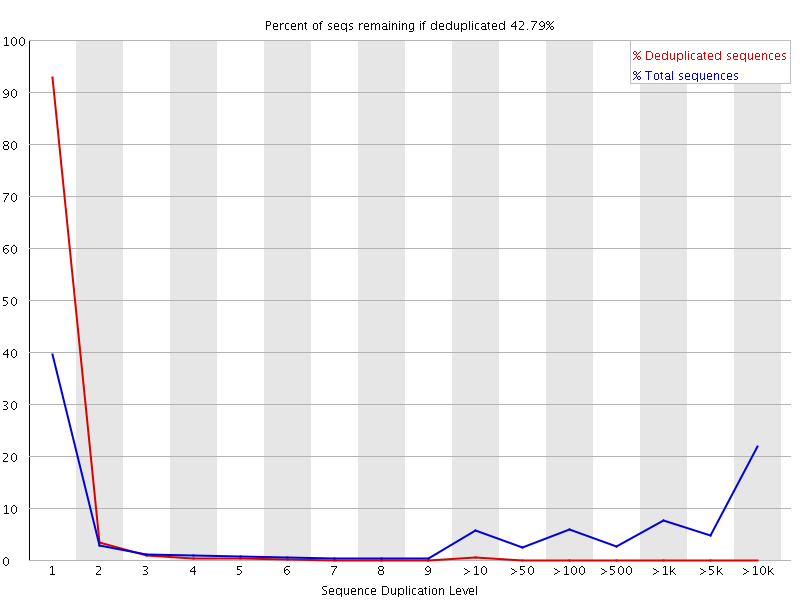 Percent of seqs remaining if deduplicated 42.79%
% Deduplicated sequences
% Total sequences
100
90
80
70
60
50
40
30
20
10
0
1 2 3 4 5 6 7 8 9 >10 >50 >100 >500 >1k >5k >10k
Sequence Duplication Level